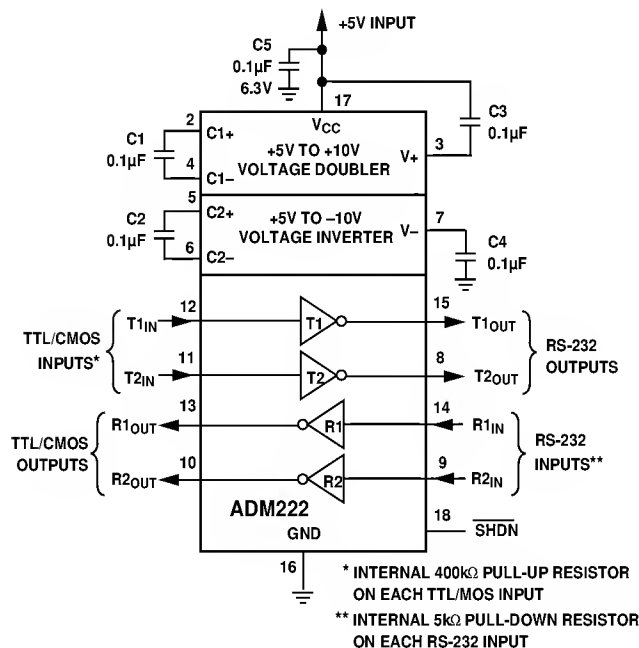 +5V INPUT
C5
0.1µF
6.3V
17
C3
0.1µF
2
C1+
VCC
C1
0.1µF
+5V TO +10V
VOLTAGE DOUBLER
3
V+
4
C1–
5
C2+
+5V TO –10V
VOLTAGE INVERTER
7
V–
C2
0.1µF
6
C2–
C4
0.1µF
12
15
T1IN
T1
T1OUT
TTL/CMOS
INPUTS*
RS-232
OUTPUTS
11
8
T2IN
T2
T2OUT
13
14
R1OUT
R1
R1IN
TTL/CMOS
OUTPUTS
RS-232
INPUTS**
10
9
R2OUT
R2
R2IN
ADM222
18
SHDN
GND
16
* INTERNAL 400kΩ PULL-UP RESISTOR
ON EACH TTL/MOS INPUT
** INTERNAL 5kΩ PULL-DOWN RESISTOR
ON EACH RS-232 INPUT